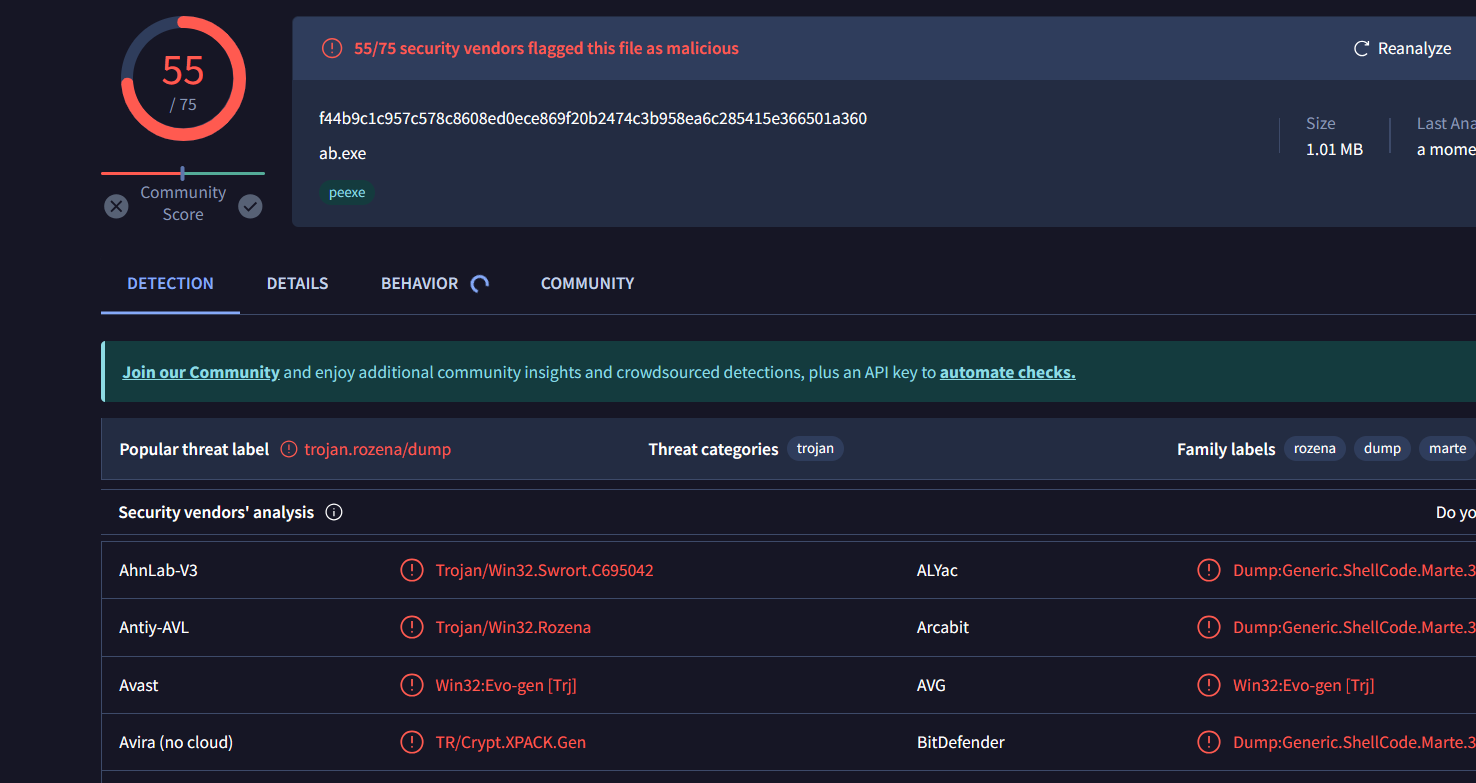 55
/ 75
Community
Score
55/75 security vendors flagged this file as malicious
Reanalyze
f44b9c1c957c578c8608ed0ece869f20b2474c3b958ea6c285415e366501a360
ab.exe
peexe
Size
1.01 MB
Last Ana
a mome
DETECTION DETAILS BEHAVIOR COMMUNITY
Join our Community and enjoy additional community insights and crowdsourced detections, plus an API key to automate checks.
Popular threat label trojan.rozena/dump Threat categories trojan Family labels rozena dump marte
Security vendors' analysis Do yo
AhnLab-V3 Trojan/Win32.Swrort.C695042 ALYac Dump:Generic.ShellCode.Marte.3
Antiy-AVL Trojan/Win32.Rozena Arcabit Dump:Generic.ShellCode.Marte.3
Avast Win32:Evo-gen [Trj] AVG Win32:Evo-gen [Trj]
Avira (no cloud) TR/Crypt.XPACK.Gen BitDefender Dump:Generic.ShellCode.Marte.3